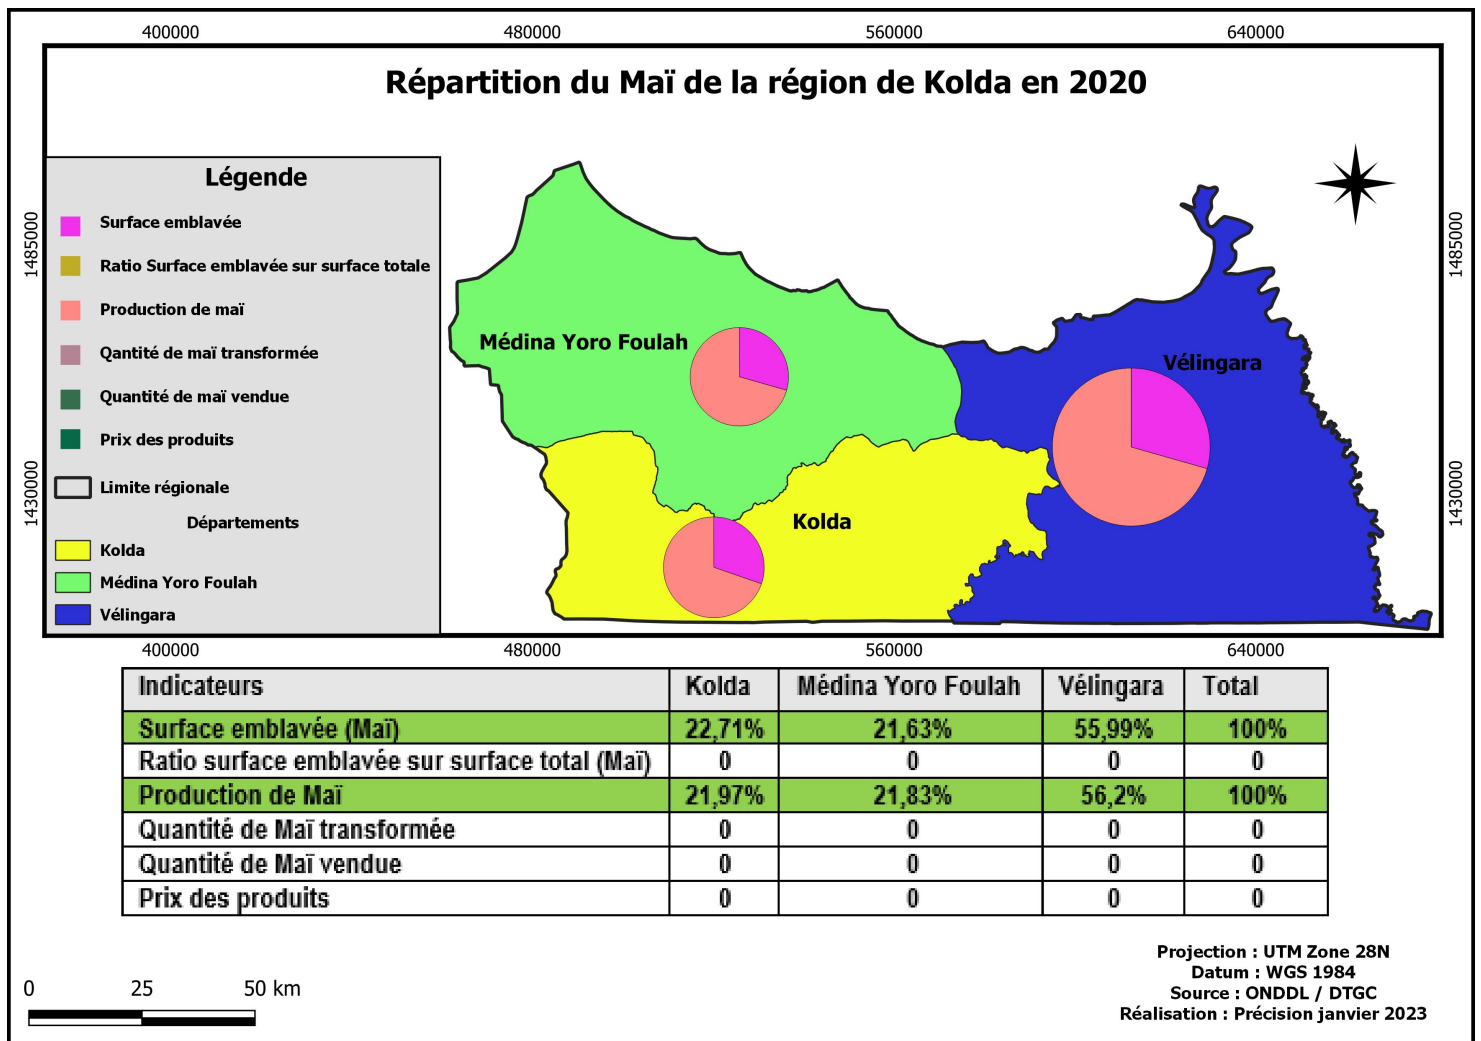 400000 480000 560000 640000
Répartition du Maï de la région de Kolda en 2020
Légende
Surface emblavée
Ratio Surface emblavée sur surface totale
Production de maï
Qantité de maï transformée
Quantité de maï vendue
Prix des produits
Limite régionale
Départements
Kolda
Médina Yoro Foulah
Vélingara
1485000
1430000
Médina Yoro Foulah
Vélingara
Kolda
1485000
1430000
400000 480000 560000 640000
Indicateurs Kolda Médina Yoro Foulah Vélingara Total
Surface emblavée (Maï) 22,71% 21,63% 55,99% 100%
Ratio surface emblavée sur surface total (Maï) 0 0 0 0
Production de Maï 21,97% 21,83% 56,2% 100%
Quantité de Maï transformée 0 0 0 0
Quantité de Maï vendue 0 0 0 0
Prix des produits 0 0 0 0
0 25 50 km
Projection : UTM Zone 28N
Datum : WGS 1984
Source : ONDDL / DTGC
Réalisation : Précision janvier 2023